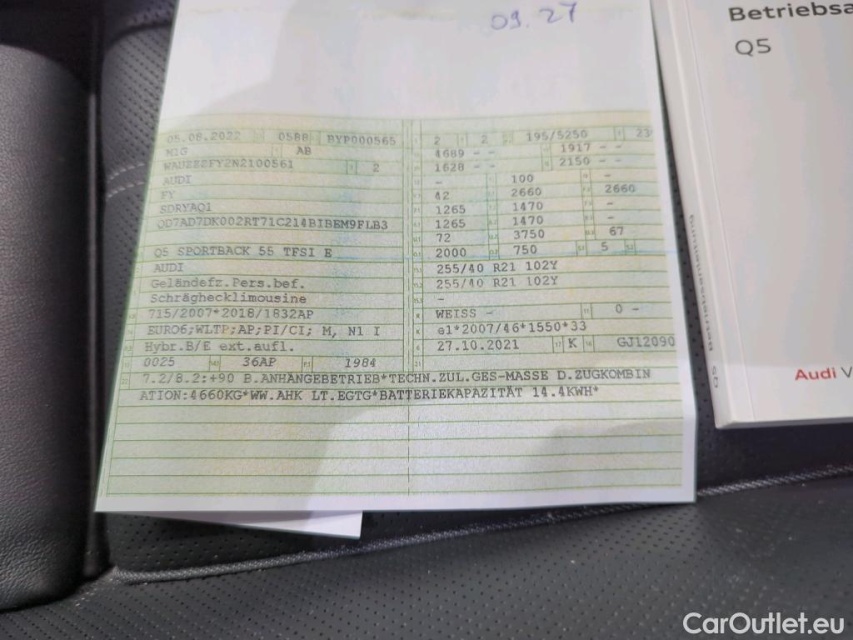 09.27
Betriebsa
Q5
05.08.2022 0588 BYP000565 2 2 195/5250 23
M1G AB 4689 - - 1917 - -
WAUZZZFY2N2100561 2 1628 - - 2150 - -
AUDI - 100 -
FY 42 2660 2660
SDRYAQ1 1265 1470 -
QD7AD7DK002RT71C214BIBEM9FLB3 1265 1470 -
72 3750 67
Q5 SPORTBACK 55 TFSI E 2000 750 5 -
AUDI 255/40 R21 102Y
Geländefz.Pers.bef. 255/40 R21 102Y
Schräghecklimousine -
715/2007*2018/1832AP WEISS - 0 -
EURO6;WLTP;AP;PI/CI; M, N1 I e1*2007/46*1550*33
Hybr.B/E ext.aufl. 27.10.2021 K GJ12090
0025 36AP 1984
7.2/8.2:+90 B.ANHÄNGEBETRIEB*TECHN.ZUL.GES-MASSE D.ZUGKOMBIN
ATION:4660KG*WW.AHK LT.EGTG*BATTERIEKAPAZITÄT 14.4KWH*
Q5 Betriebsanleitung
Audi V
CarOutlet.eu